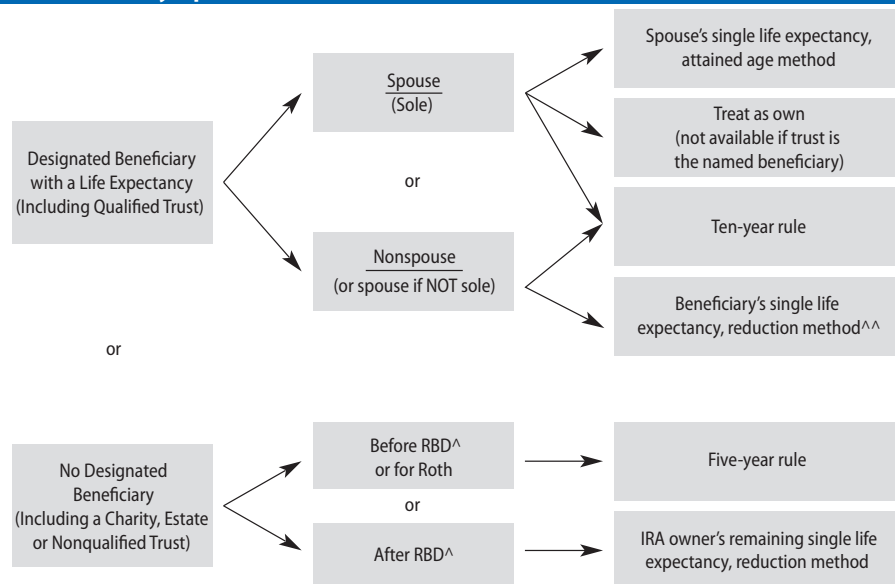 Designated Beneficiary
with a Life Expectancy
(Including Qualified Trust)
Spouse
(Sole)
or
Nonspouse
(or spouse if NOT sole)
Spouse’s single life expectancy,
attained age method
Treat as own
(not available if trust is
the named beneficiary)
Ten-year rule
Beneficiary’s single life
expectancy, reduction method^^
or
No Designated
Beneficiary
(Including a Charity, Estate
or Nonqualified Trust)
Before RBD^
or for Roth
or
After RBD^
Five-year rule
IRA owner’s remaining single life
expectancy, reduction method